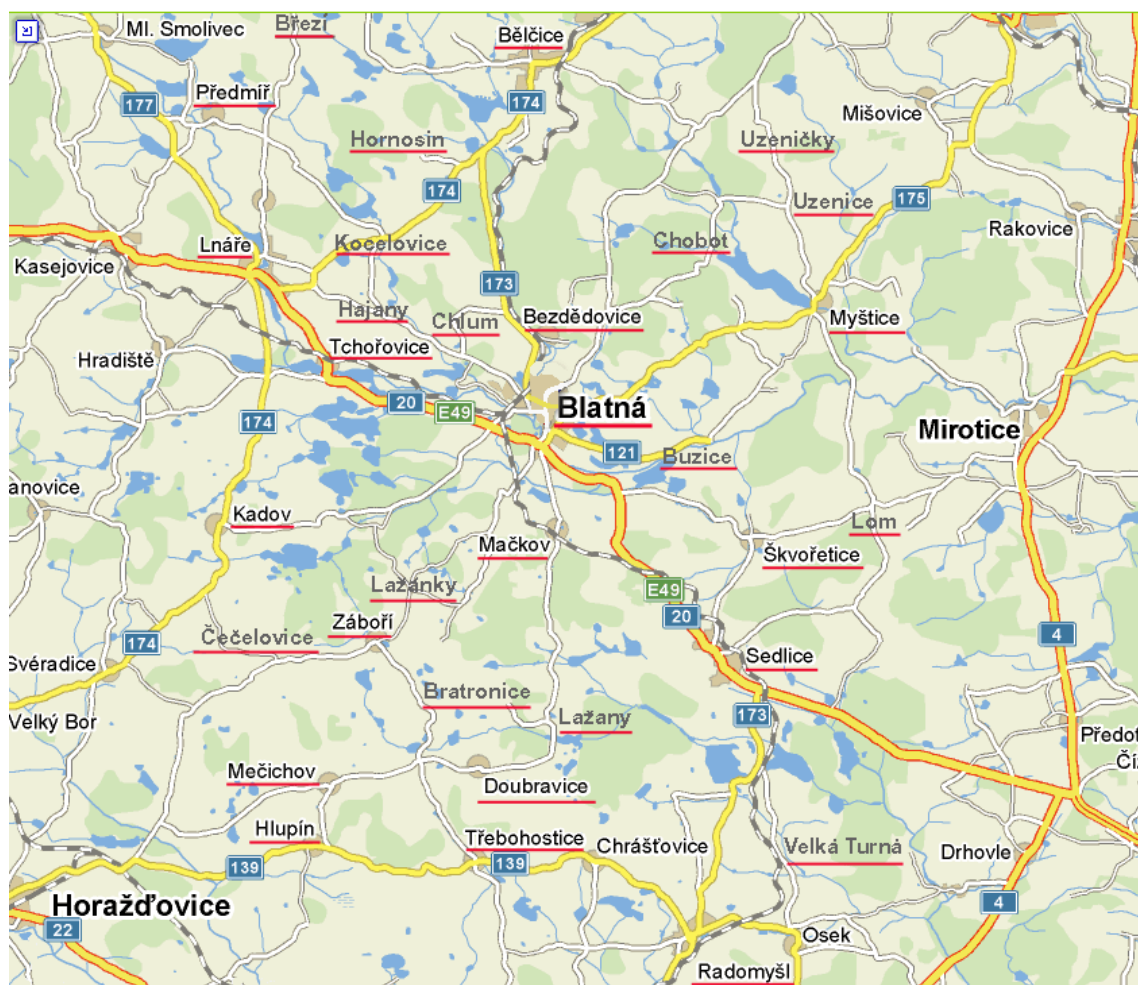 Březí
Ml. Smolivec
Bělčice
Předmíř
177
174
Mišovice
Hornosín
Uzeničky
174
Uzenice
175
Rakovice
Lnáře
Kocelovice
Chobot
Kasejovice
173
Hajany
Chlum
Bezdědovice
Myštice
Tchořovice
Hradiště
20
E49
Blatná
174
121
Mirotice
Buzice
anovice
Kadov
Lom
Mačkov
Škvořetice
Lažánky
E49
20
Záboří
Čečelovice
174
4
Svéradice
Sedlice
Bratronice
Lažany
173
Velký Bor
Předot
Čí
Mečichov
Doubravice
Hlupín
Třebohostice
Chrášťovice
Velká Turná
Drhovle
139
139
Horažďovice
4
22
Osek
Radomyšl